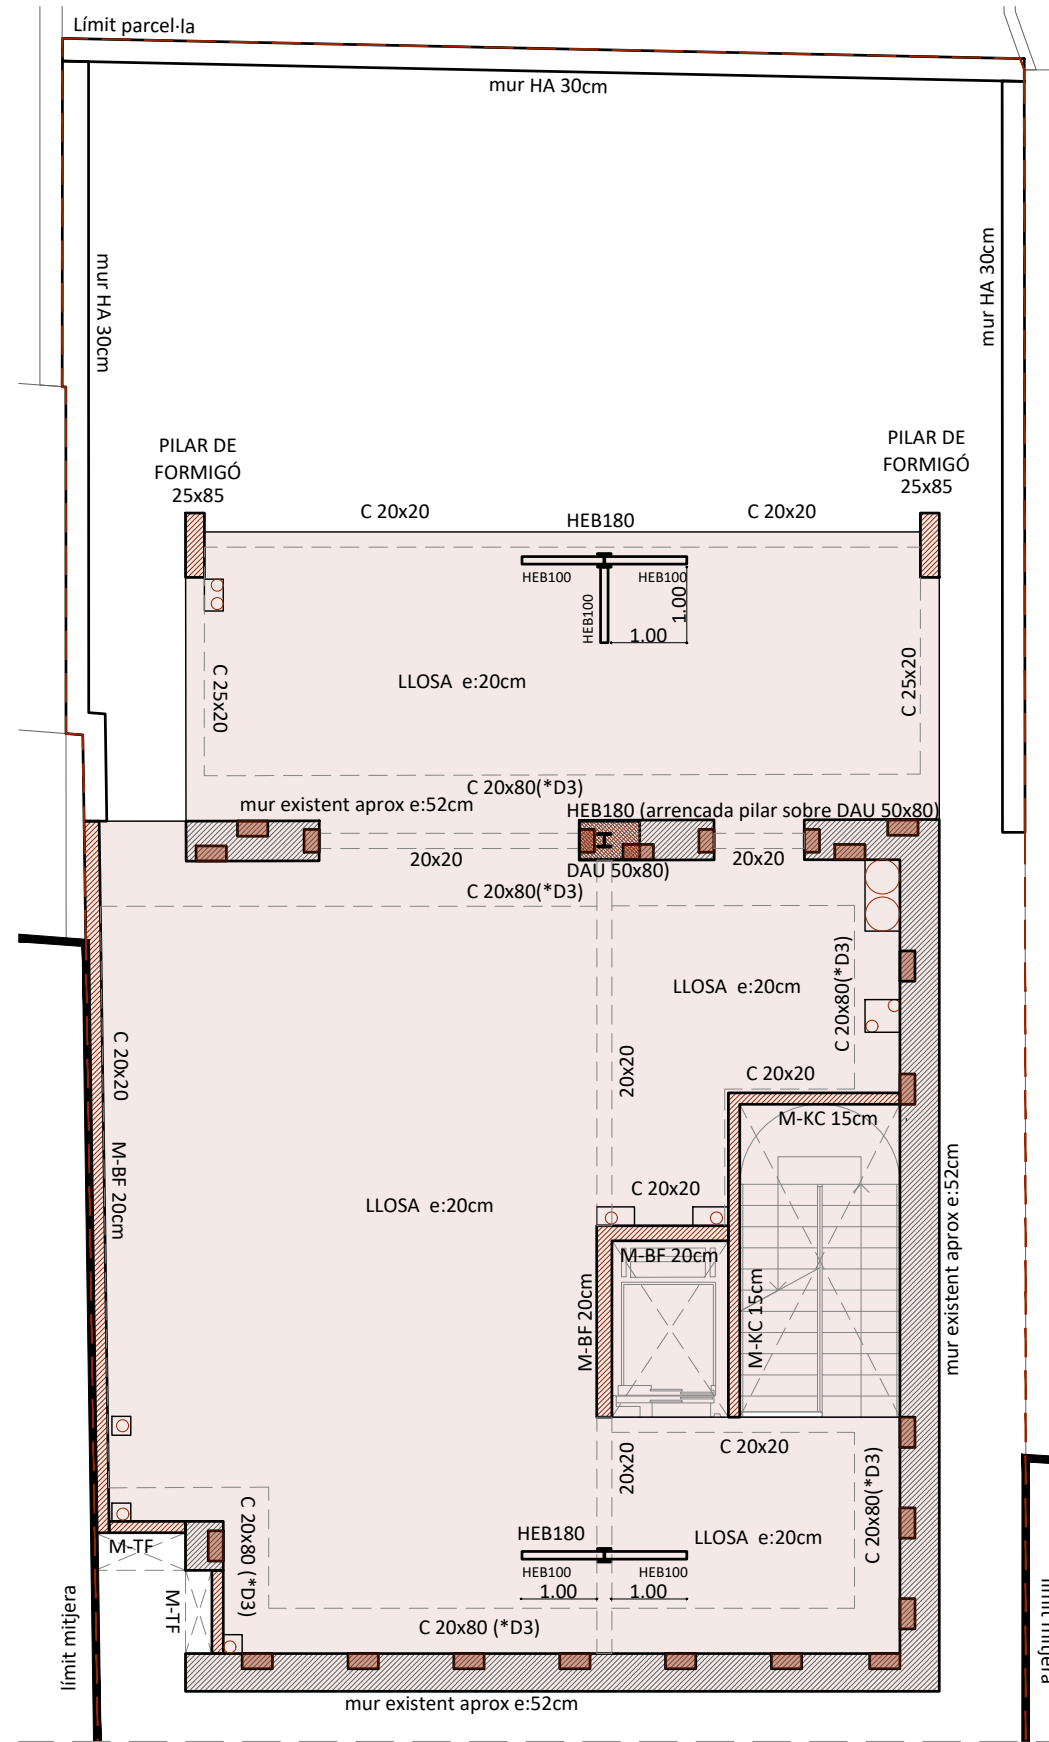 Límit parcel·la
mur HA 30cm
mur HA 30cm
mur HA 30cm
PILAR DE
FORMIGÓ
25x85
PILAR DE
FORMIGÓ
25x85
C 20x20
HEB180
C 20x20
HEB100
HEB100
HEB100
1.00
1.00
C 25x20
LLOSA e:20cm
C 25x20
C 20x80(*D3)
mur existent aprox e:52cm
HEB180 (arrencada pilar sobre DAU 50x80)
20x20
20x20
DAU 50x80)
C 20x80(*D3)
C 20x80(*D3)
LLOSA e:20cm
C 20x20
20x20
C 20x20
M-KC 15cm
M-BF 20cm
C 20x20
LLOSA e:20cm
mur existent aprox e:52cm
M-BF 20cm
M-BF 20cm
M-KC 15cm
20x20
C 20x20
C 20x80(*D3)
C 20x80 (*D3)
HEB180
LLOSA e:20cm
M-TF
HEB100
HEB100
1.00
1.00
M-TF
C 20x80 (*D3)
límit mitjera
límit mitjera
mur existent aprox e:52cm